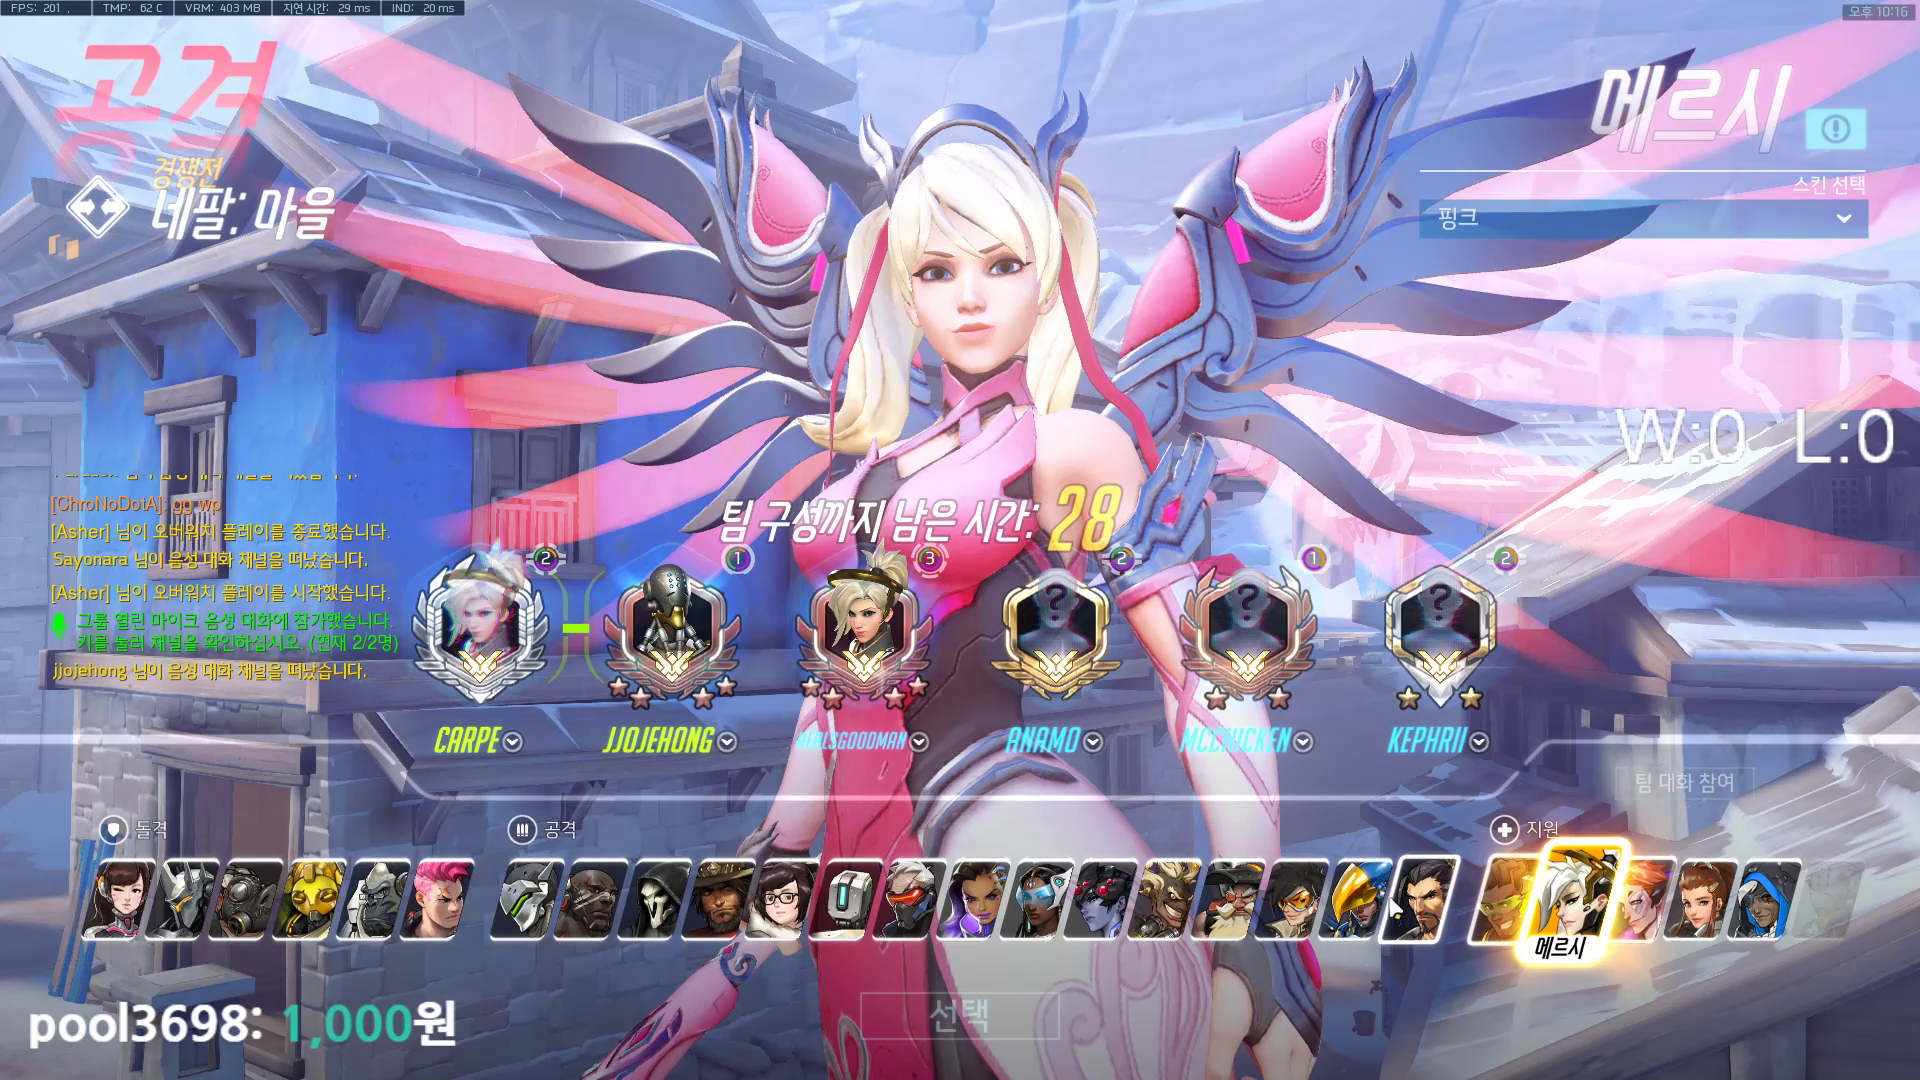 FPS: 201 TMP: 62 C VRM: 403 MB 지연 시간: 29 ms IND: 20 ms
오후 10:16
공격
경쟁전
네팔: 마을
메르시
스킨 선택
핑크
W:0 L:0
[ChroNoDotA]: gg wp
[Asher] 님이 오버워치 플레이를 종료했습니다.
Sayonara 님이 음성 대화 채널을 떠났습니다.
[Asher] 님이 오버워치 플레이를 시작했습니다.
그룹 열린 마이크 음성 대화에 참가했습니다.
키를 눌러 채널을 확인하십시오. (현재 2/2명)
jjojehong 님이 음성 대화 채널을 떠났습니다.
팀 구성까지 남은 시간: 28
2 1 3 2 1 2
CARPE JJOJEHONG ANAMO MCCHICKEN KEPHRII
팀 대화 참여
돌격 공격 지원
메르시
선택
pool3698: 1,000원